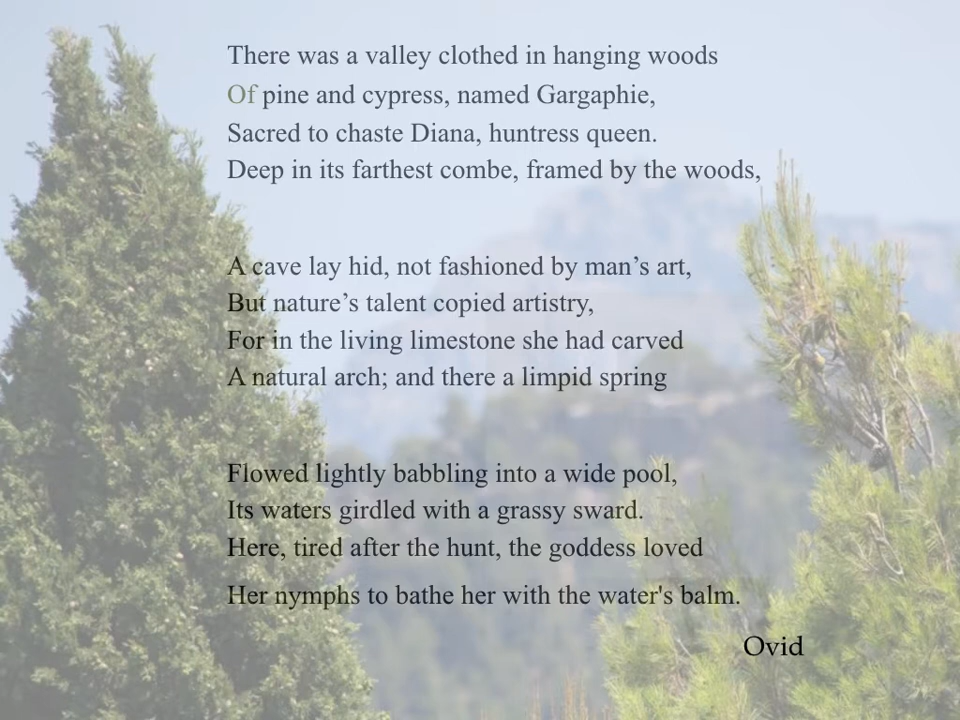 There was a valley clothed in hanging woods
Of pine and cypress, named Gargaphie,
Sacred to chaste Diana, huntress queen.
Deep in its farthest combe, framed by the woods,
A cave lay hid, not fashioned by man’s art,
But nature’s talent copied artistry,
For in the living limestone she had carved
A natural arch; and there a limpid spring
Flowed lightly babbling into a wide pool,
Its waters girdled with a grassy sward.
Here, tired after the hunt, the goddess loved
Her nymphs to bathe her with the water's balm.
Ovid